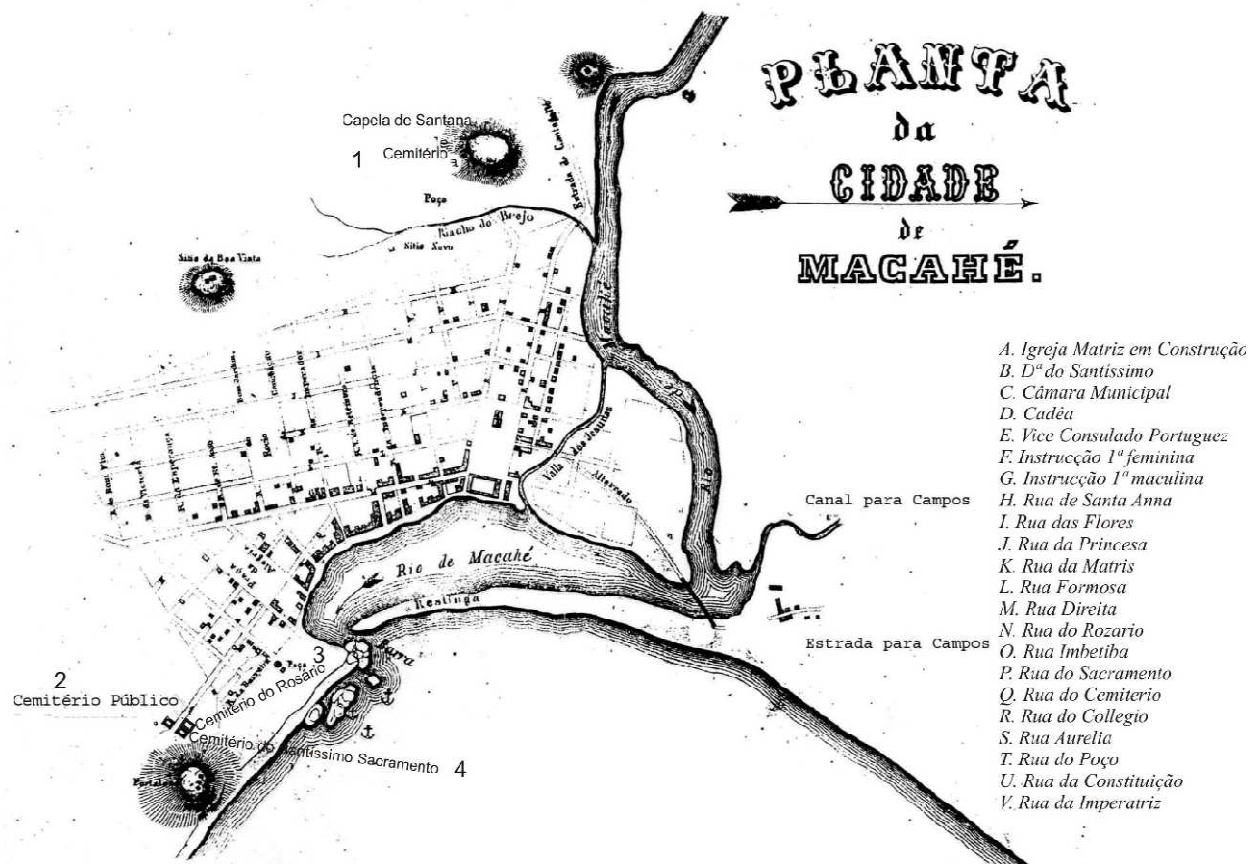 PLANTA
da
CIDADE
de
MACAHÉ.
Capela de Santana
1 Cemitério
Poço
Riacho do Brejo
Sitio Novo
Sitio da Boa Vista
A. Igreja Matriz em Construção
B. Dª do Santíssimo
C. Câmara Municipal
D. Cadéa
E. Vice Consulado Portuguez
F. Instrucção 1ª feminina
G. Instrucção 1ª maculina
H. Rua de Santa Anna
I. Rua das Flores
J. Rua da Princesa
K. Rua da Matris
L. Rua Formosa
M. Rua Direita
N. Rua do Rozario
O. Rua Imbetiba
P. Rua do Sacramento
Q. Rua do Cemiterio
R. Rua do Collegio
S. Rua Aurelia
T. Rua do Poço
U. Rua da Constituição
V. Rua da Imperatriz
Canal para Campos
Aterrado
Rio
Rio de Macahé
Restinga
Barra
Estrada para Campos
3
2
Cemitério Público
Cemitério do Rosário
Cemitério do Santíssimo Sacramento 4